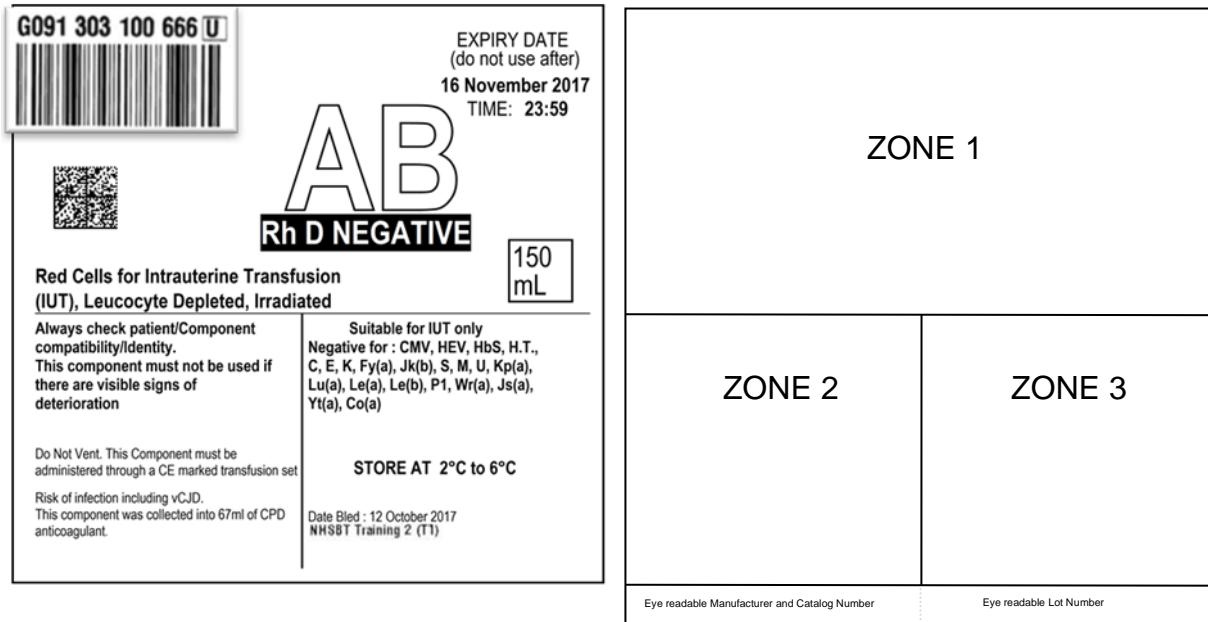 G091 303 100 666 U
EXPIRY DATE
(do not use after)
16 November 2017
TIME: 23:59
AB
Rh D NEGATIVE
150
mL
Red Cells for Intrauterine Transfusion
(IUT), Leucocyte Depleted, Irradiated
Always check patient/Component
compatibility/Identity.
This component must not be used if
there are visible signs of
deterioration
Do Not Vent. This Component must be
administered through a CE marked transfusion set
Risk of infection including vCJD.
This component was collected into 67ml of CPD
anticoagulant.
Suitable for IUT only
Negative for : CMV, HEV, HbS, H.T.,
C, E, K, Fy(a), Jk(b), S, M, U, Kp(a),
Lu(a), Le(a), Le(b), P1, Wr(a), Js(a),
Yt(a), Co(a)
STORE AT 2°C to 6°C
Date Bled : 12 October 2017
NHSBT Training 2 (T1)
ZONE 1
ZONE 2
ZONE 3
Eye readable Manufacturer and Catalog Number
Eye readable Lot Number